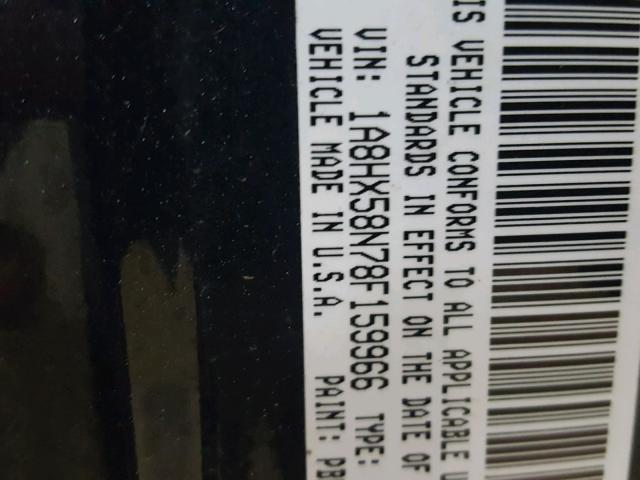 IS VEHICLE CONFORMS TO ALL APPLICABLE
STANDARDS IN EFFECT ON THE DATE OF
VIN: 1A8HX58N78F159966 TYPE:
VEHICLE MADE IN U.S.A. PAINT: PB